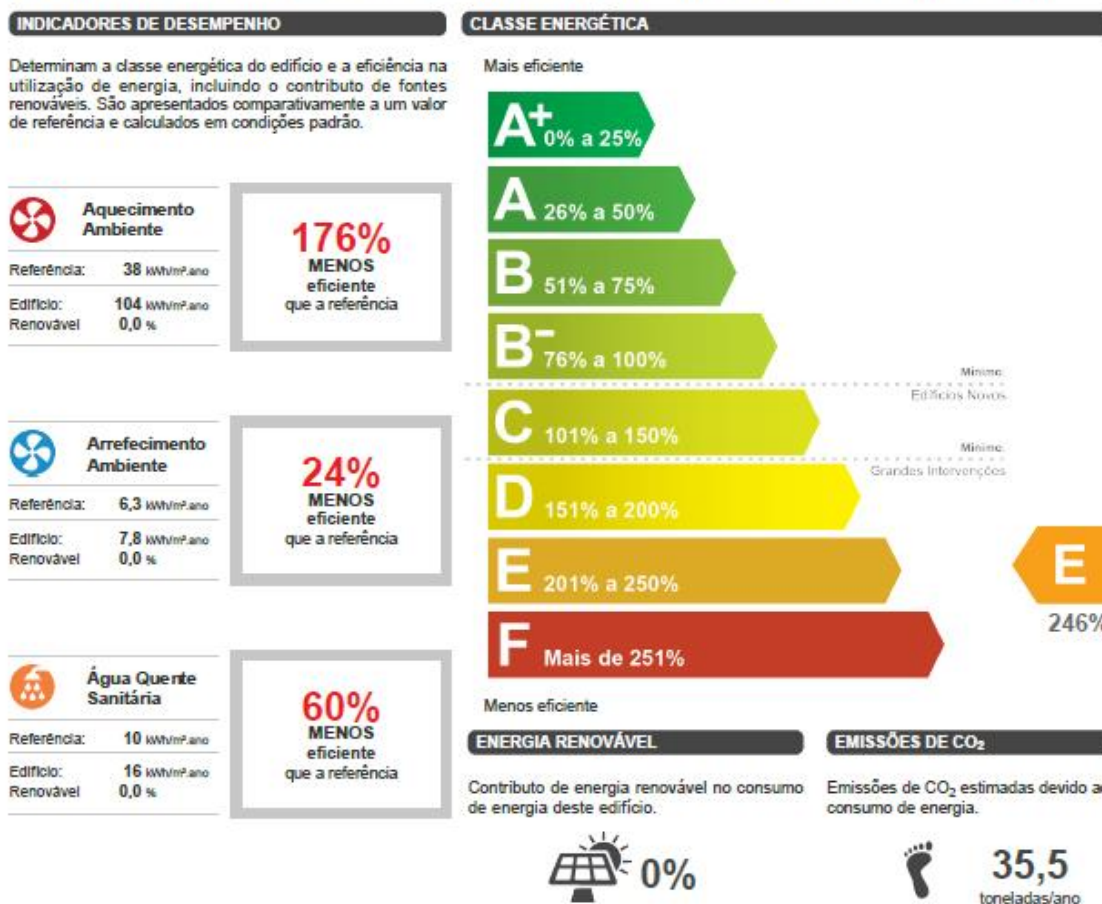 INDICADORES DE DESEMPENHO
Determinam a classe energética do edifício e a eficiência na
utilização de energia, incluindo o contributo de fontes
renováveis. São apresentados comparativamente a um valor
de referência e calculados em condições padrão.
Aquecimento
Ambiente
Referência: 38 kWh/m².ano
Edifício: 104 kWh/m².ano
Renovável 0,0 %
176%
MENOS
eficiente
que a referência
Arrefecimento
Ambiente
Referência: 6,3 kWh/m².ano
Edifício: 7,8 kWh/m².ano
Renovável 0,0 %
24%
MENOS
eficiente
que a referência
Água Quente
Sanitária
Referência: 10 kWh/m².ano
Edifício: 16 kWh/m².ano
Renovável 0,0 %
60%
MENOS
eficiente
que a referência
CLASSE ENERGÉTICA
Mais eficiente
A+ 0% a 25%
A 26% a 50%
B 51% a 75%
B- 76% a 100%
Mínimo:
Edifícios Novos
C 101% a 150%
Mínimo:
Grandes Intervenções
D 151% a 200%
E 201% a 250%
E
246%
F Mais de 251%
Menos eficiente
ENERGIA RENOVÁVEL
Contributo de energia renovável no consumo
de energia deste edifício.
0%
EMISSÕES DE CO₂
Emissões de CO₂ estimadas devido a
consumo de energia.
35,5
toneladas/ano